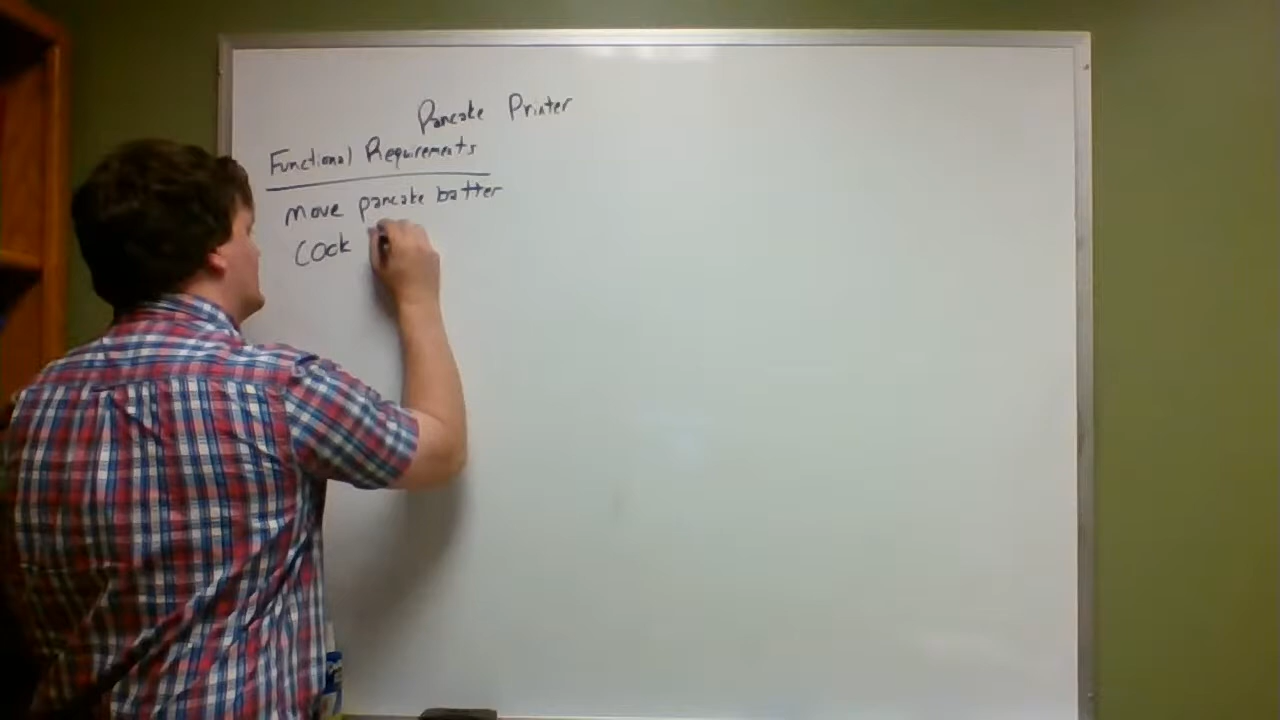 Pancake Printer
Functional Requirements
move pancake batter
Cook